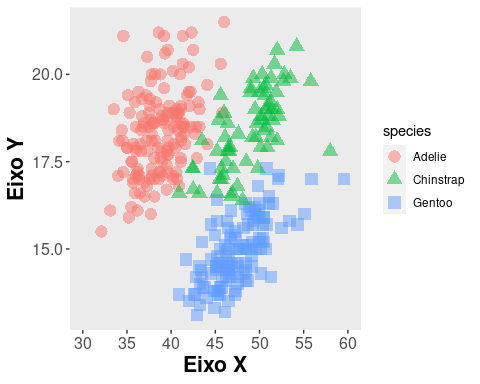 Eixo Y
20.0
17.5
15.0
30 35 40 45 50 55 60
Eixo X
species
Adelie
Chinstrap
Gentoo